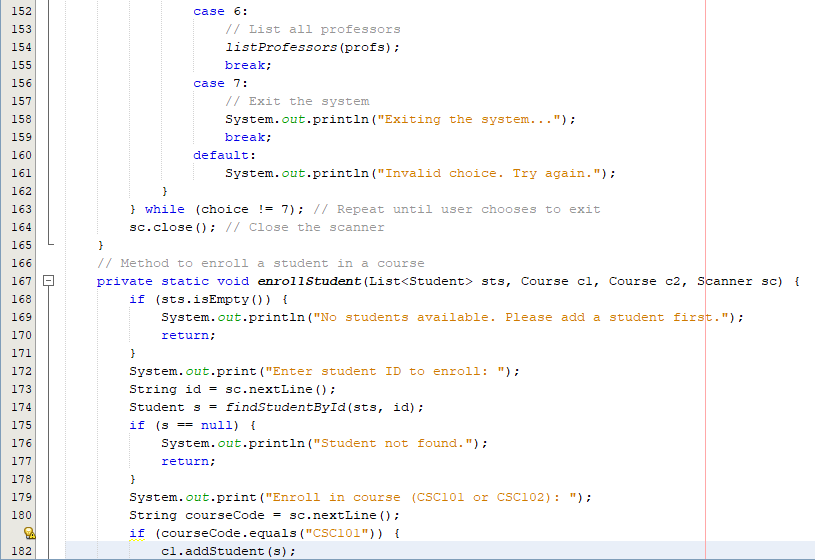 152 case 6:
153 // List all professors
154 listProfessors(profs);
155 break;
156 case 7:
157 // Exit the system
158 System.out.println("Exiting the system...");
159 break;
160 default:
161 System.out.println("Invalid choice. Try again.");
162 }
163 } while (choice != 7); // Repeat until user chooses to exit
164 sc.close(); // Close the scanner
165 }
166 // Method to enroll a student in a course
167 private static void enrollStudent(List<Student> sts, Course c1, Course c2, Scanner sc) {
168 if (sts.isEmpty()) {
169 System.out.println("No students available. Please add a student first.");
170 return;
171 }
172 System.out.print("Enter student ID to enroll: ");
173 String id = sc.nextLine();
174 Student s = findStudentById(sts, id);
175 if (s == null) {
176 System.out.println("Student not found.");
177 return;
178 }
179 System.out.print("Enroll in course (CSC101 or CSC102): ");
180 String courseCode = sc.nextLine();
if (courseCode.equals("CSC101")) {
182 c1.addStudent(s);